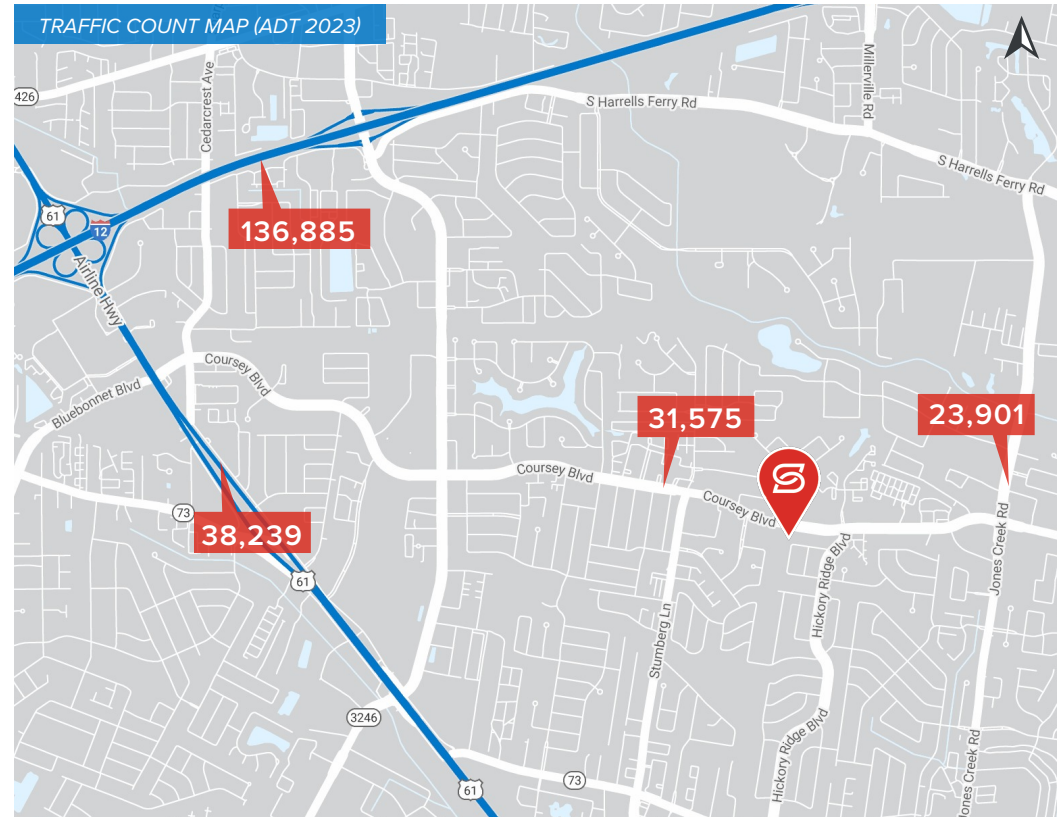 TRAFFIC COUNT MAP (ADT 2023)
426
Cedarcrest Ave
Millerville Rd
S Harrells Ferry Rd
S Harrells Ferry Rd
61
12
136,885
Airline Hwy
Coursey Blvd
Bluebonnet Blvd
31,575
23,901
Coursey Blvd
Coursey Blvd
73
38,239
61
Jones Creek Rd
Hickory Ridge Blvd
Stumberg Ln
3246
Hickory Ridge Blvd
Jones Creek Rd
73
61